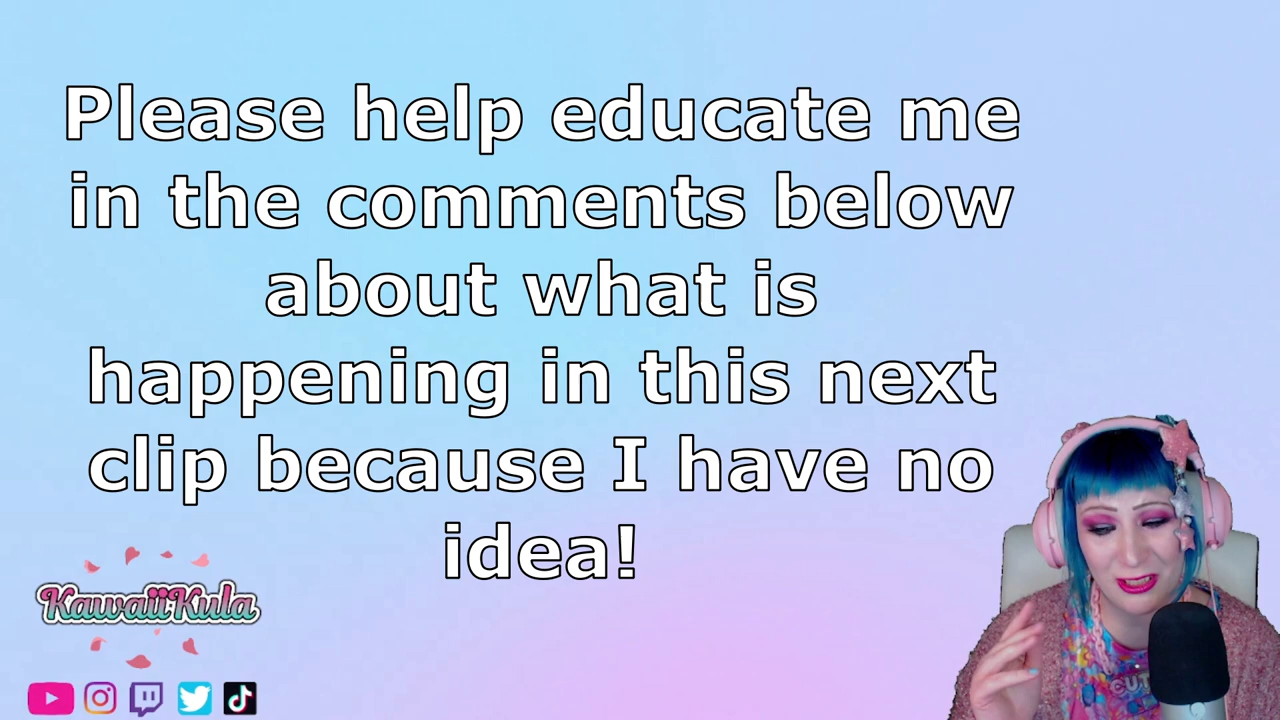 Please help educate me
in the comments below
about what is
happening in this next
clip because I have no
idea!
KawaiiKula
CUT